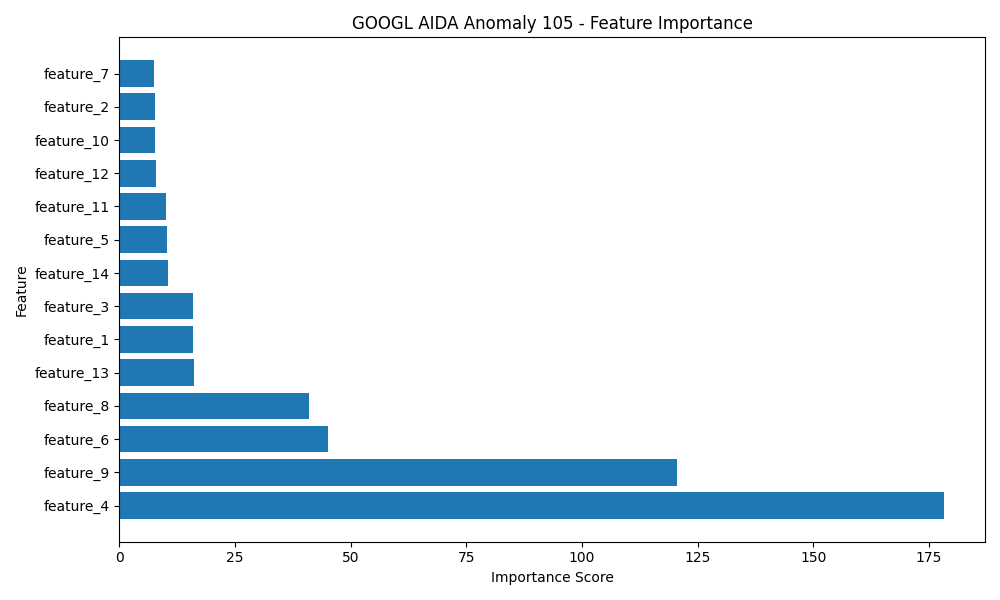 GOOGL AIDA Anomaly 105 - Feature Importance
feature_7
feature_2
feature_10
feature_12
feature_11
feature_5
feature_14
feature_3
feature_1
feature_13
feature_8
feature_6
feature_9
feature_4
Feature
0 25 50 75 100 125 150 175
Importance Score